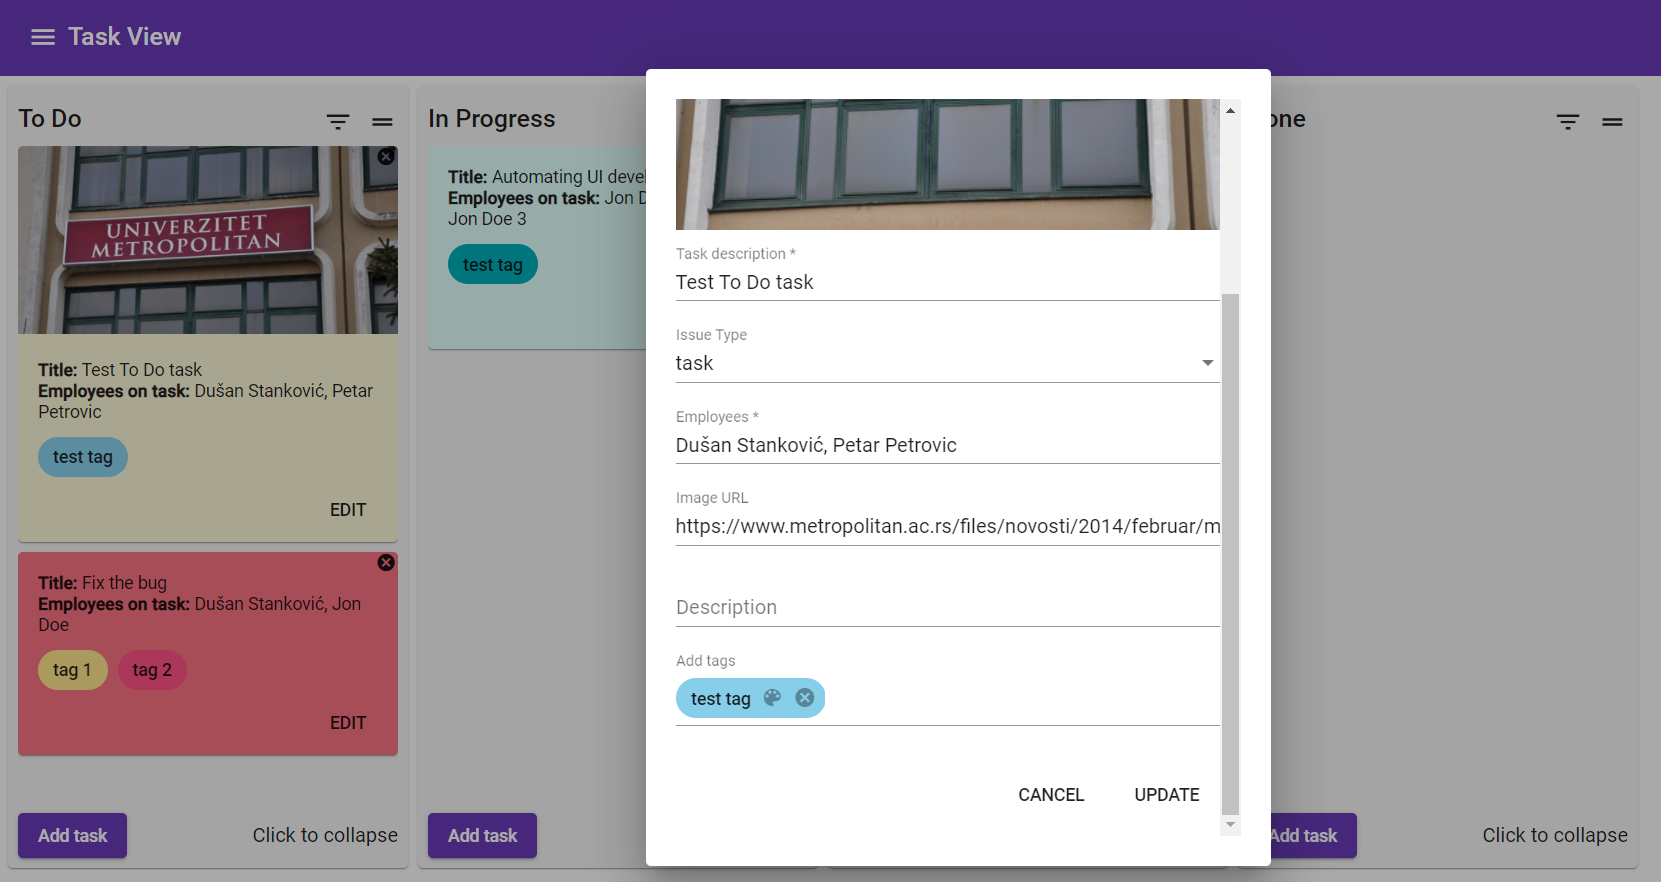 Task View
To Do
UNIVERZITET
METROPOLITAN
Title: Test To Do task
Employees on task: Dušan Stanković, Petar
Petrovic
test tag
EDIT
Title: Fix the bug
Employees on task: Dušan Stanković, Jon
Doe
tag 1 tag 2
EDIT
Add task Click to collapse
In Progress
Title: Automating UI
Employees on task: Jon
Jon Doe 3
test tag
Add task
Task description *
Test To Do task
Issue Type
task
Employees *
Dušan Stanković, Petar Petrovic
Image URL
https://www.metropolitan.ac.rs/files/novosti/2014/februar/m
Description
Add tags
test tag
CANCEL UPDATE
one
Add task Click to collapse